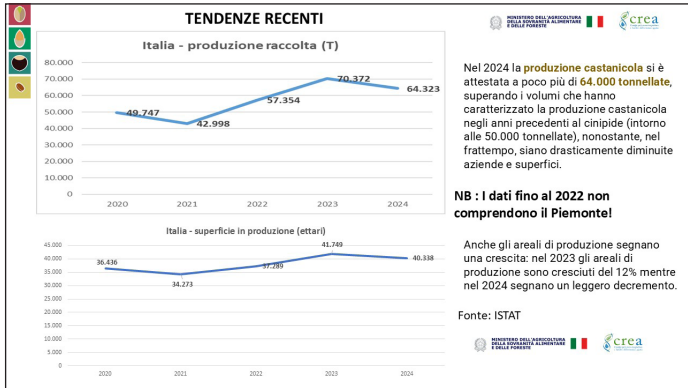 TENDENZE RECENTI
MINISTERO DELL'AGRICOLTURA
DELLA SOVRANITÀ ALIMENTARE
E DELLE FORESTE
crea
Italia - produzione raccolta (T)
80.000
70.000
60.000
50.000
40.000
30.000
20.000
10.000
0
49.747
42.998
57.354
70.372
64.323
2020
2021
2022
2023
2024
Nel 2024 la produzione castanicola si è
attestata a poco più di 64.000 tonnellate,
superando i volumi che hanno
caratterizzato la produzione castanicola
negli anni precedenti al cinipide (intorno
alle 50.000 tonnellate), nonostante, nel
frattempo, siano drasticamente diminuite
aziende e superfici.
NB : I dati fino al 2022 non
comprendono il Piemonte!
Italia - superficie in produzione (ettari)
45.000
40.000
35.000
30.000
25.000
20.000
15.000
10.000
5.000
0
36.436
34.273
37.289
41.749
40.338
2020
2021
2022
2023
2024
Anche gli areali di produzione segnano
una crescita: nel 2023 gli areali di
produzione sono cresciuti del 12% mentre
nel 2024 segnano un leggero decremento.
Fonte: ISTAT
MINISTERO DELL'AGRICOLTURA
DELLA SOVRANITÀ ALIMENTARE
E DELLE FORESTE
crea